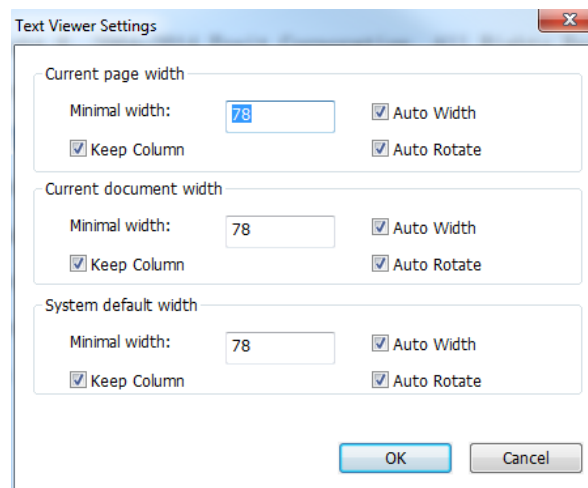 Text Viewer Settings
Current page width
Minimal width: 78 Auto Width
Keep Column Auto Rotate
Current document width
Minimal width: 78 Auto Width
Keep Column Auto Rotate
System default width
Minimal width: 78 Auto Width
Keep Column Auto Rotate
OK Cancel